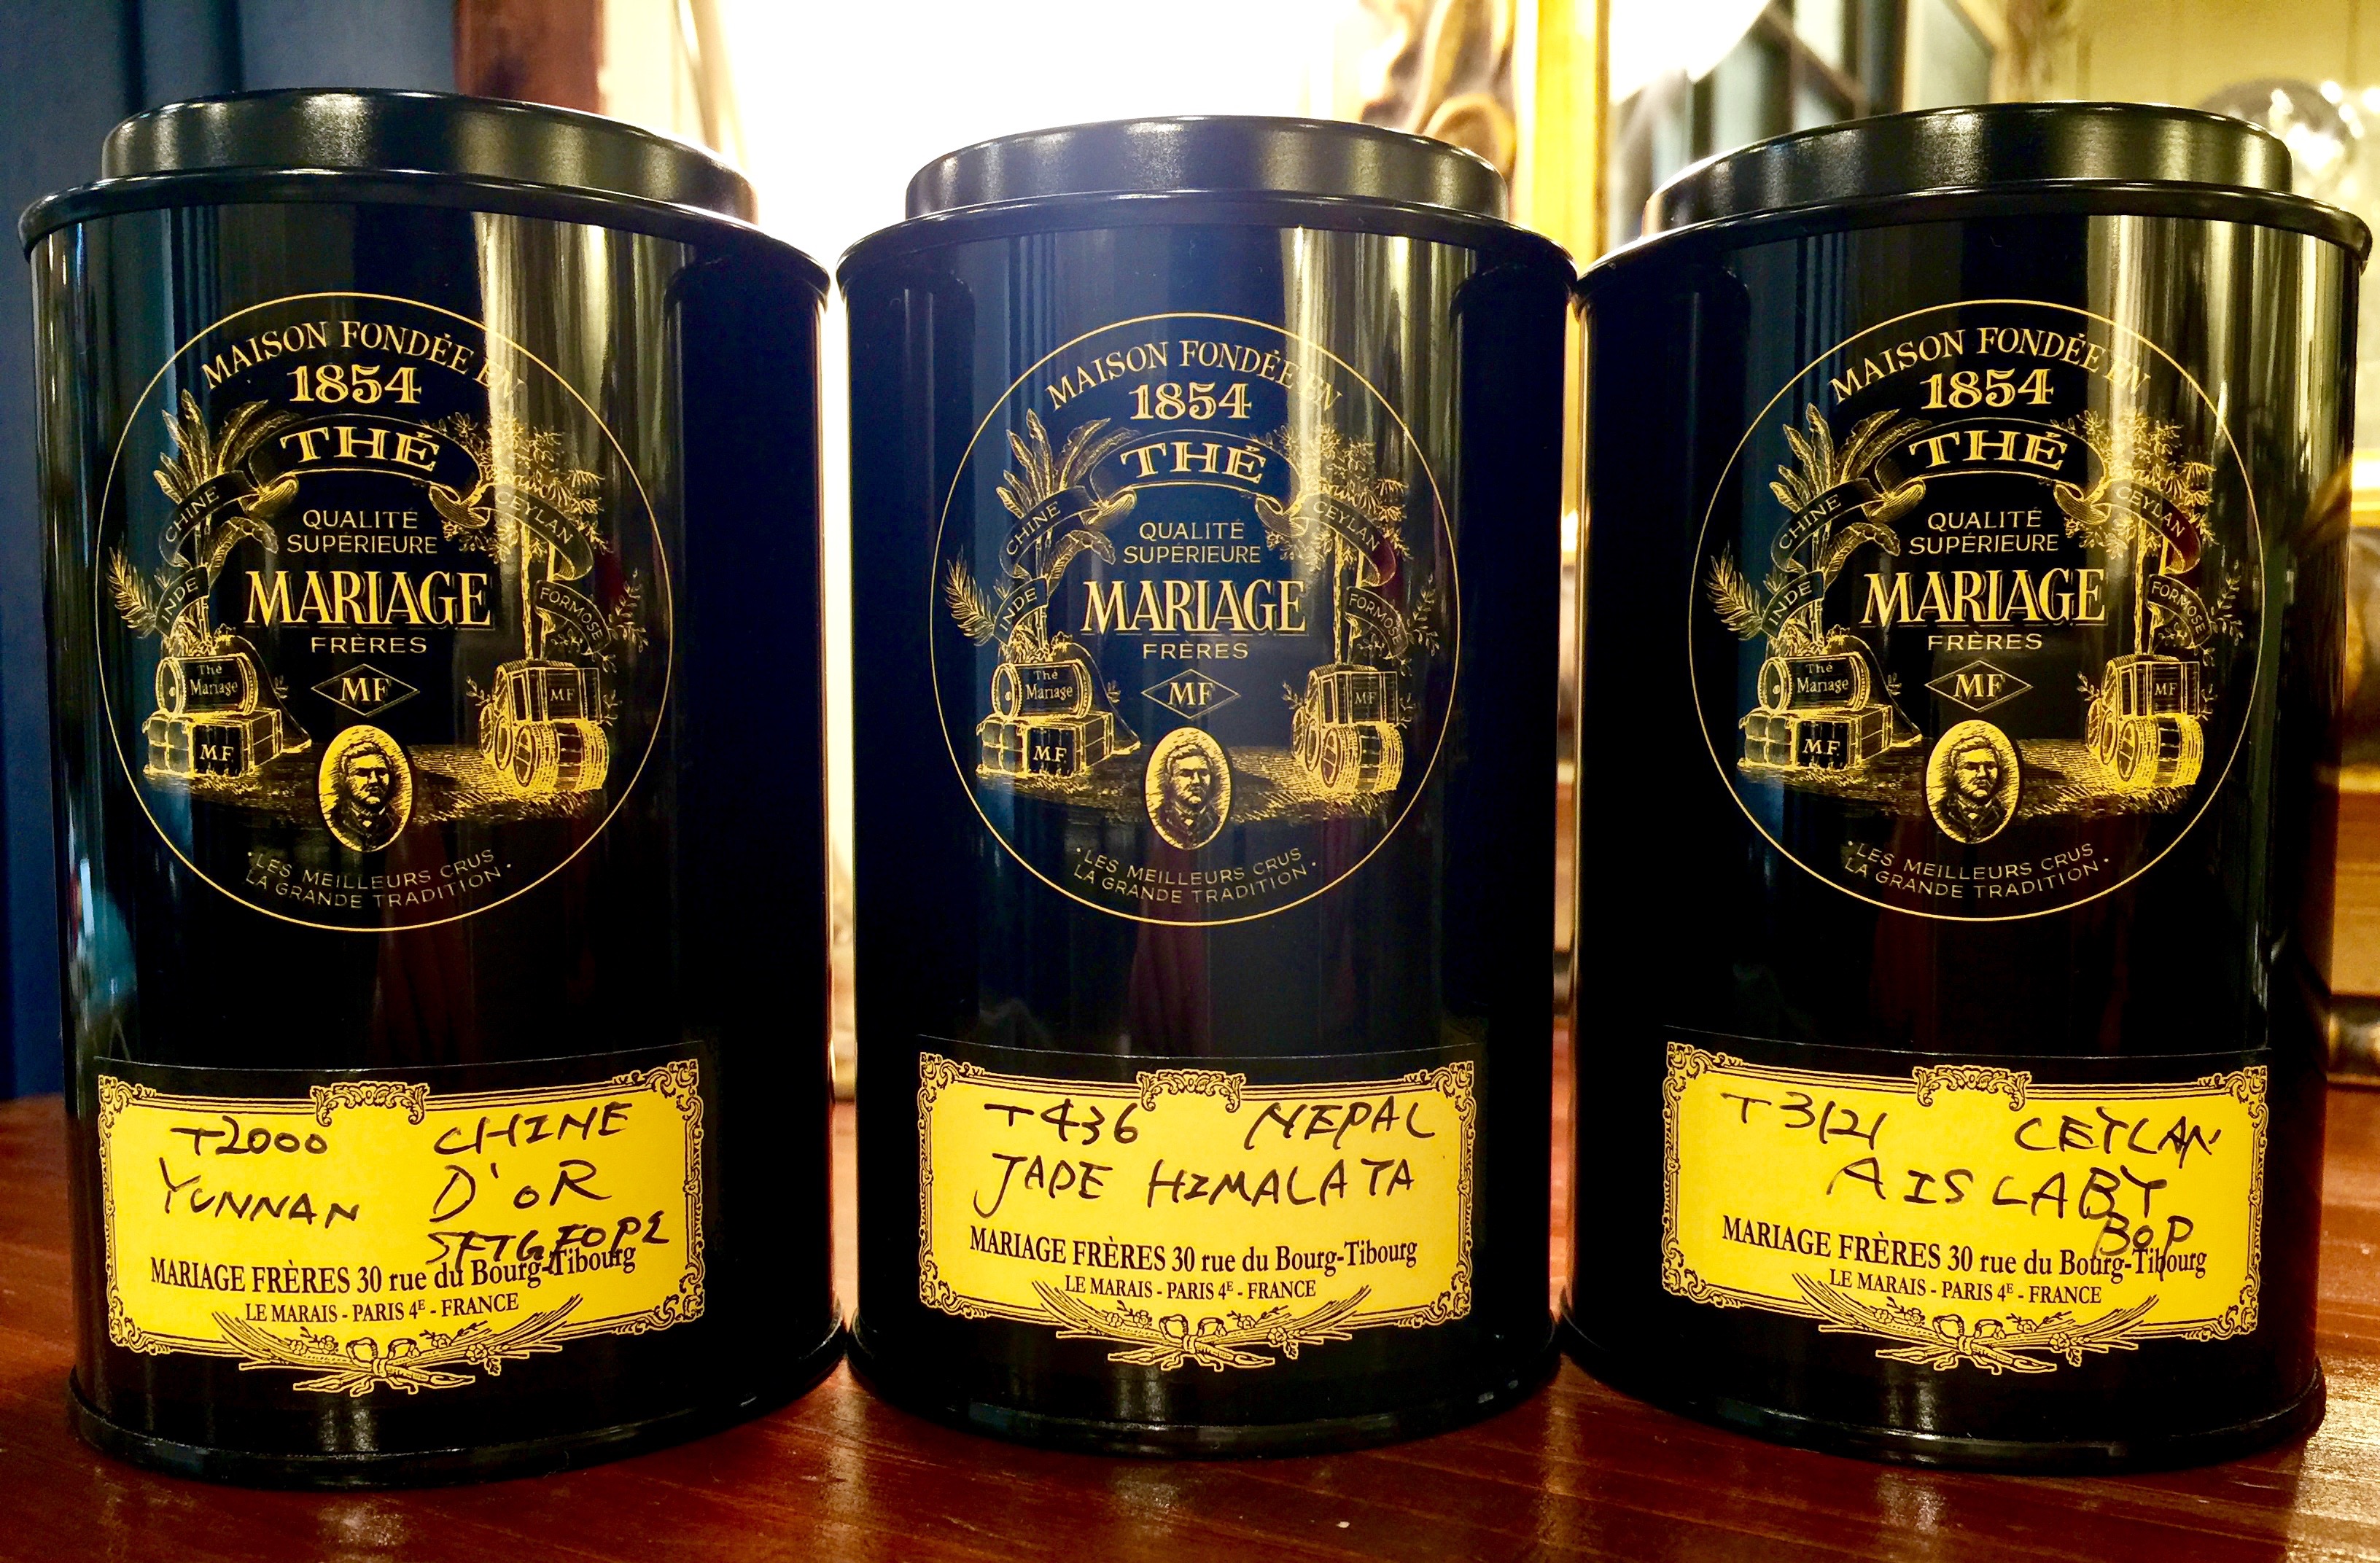 MAISON FONDÉE EN
1854
THÉ
CHINE
CEYLAN
QUALITÉ
SUPÉRIEURE
INDE
FORMOSE
MARIAGE
FRÈRES
Thé
Mariage
MF
MF
M.F.
·LES MEILLEURS CRUS
LA GRANDE TRADITION·
T2000 CHINE
YUNNAN D'OR
SFTGFOP1
MARIAGE FRÈRES 30 rue du Bourg-Tibourg
LE MARAIS - PARIS 4E - FRANCE
MAISON FONDÉE EN
1854
THÉ
CHINE
CEYLAN
QUALITÉ
SUPÉRIEURE
INDE
FORMOSE
MARIAGE
FRÈRES
Thé
Mariage
MF
MF
M.F.
·LES MEILLEURS CRUS
LA GRANDE TRADITION·
T436 NEPAL
JADE HIMALAYA
MARIAGE FRÈRES 30 rue du Bourg-Tibourg
LE MARAIS - PARIS 4E - FRANCE
MAISON FONDÉE EN
1854
THÉ
CHINE
CEYLAN
QUALITÉ
SUPÉRIEURE
INDE
FORMOSE
MARIAGE
FRÈRES
Thé
Mariage
MF
MF
M.F.
·LES MEILLEURS CRUS
LA GRANDE TRADITION·
T3121 CEYLAN
AISLABY
BOP
MARIAGE FRÈRES 30 rue du Bourg-Tibourg
LE MARAIS - PARIS 4E - FRANCE